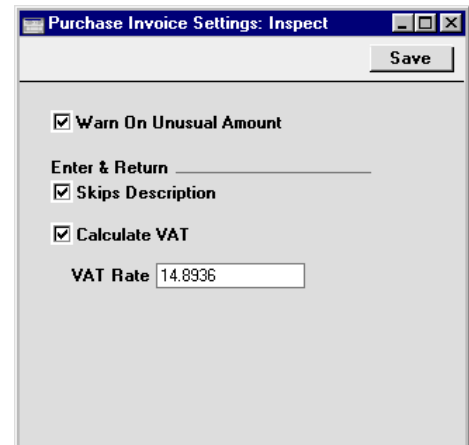 Purchase Invoice Settings: Inspect
Save
Warn On Unusual Amount
Enter & Return
Skips Description
Calculate VAT
VAT Rate 14.8936